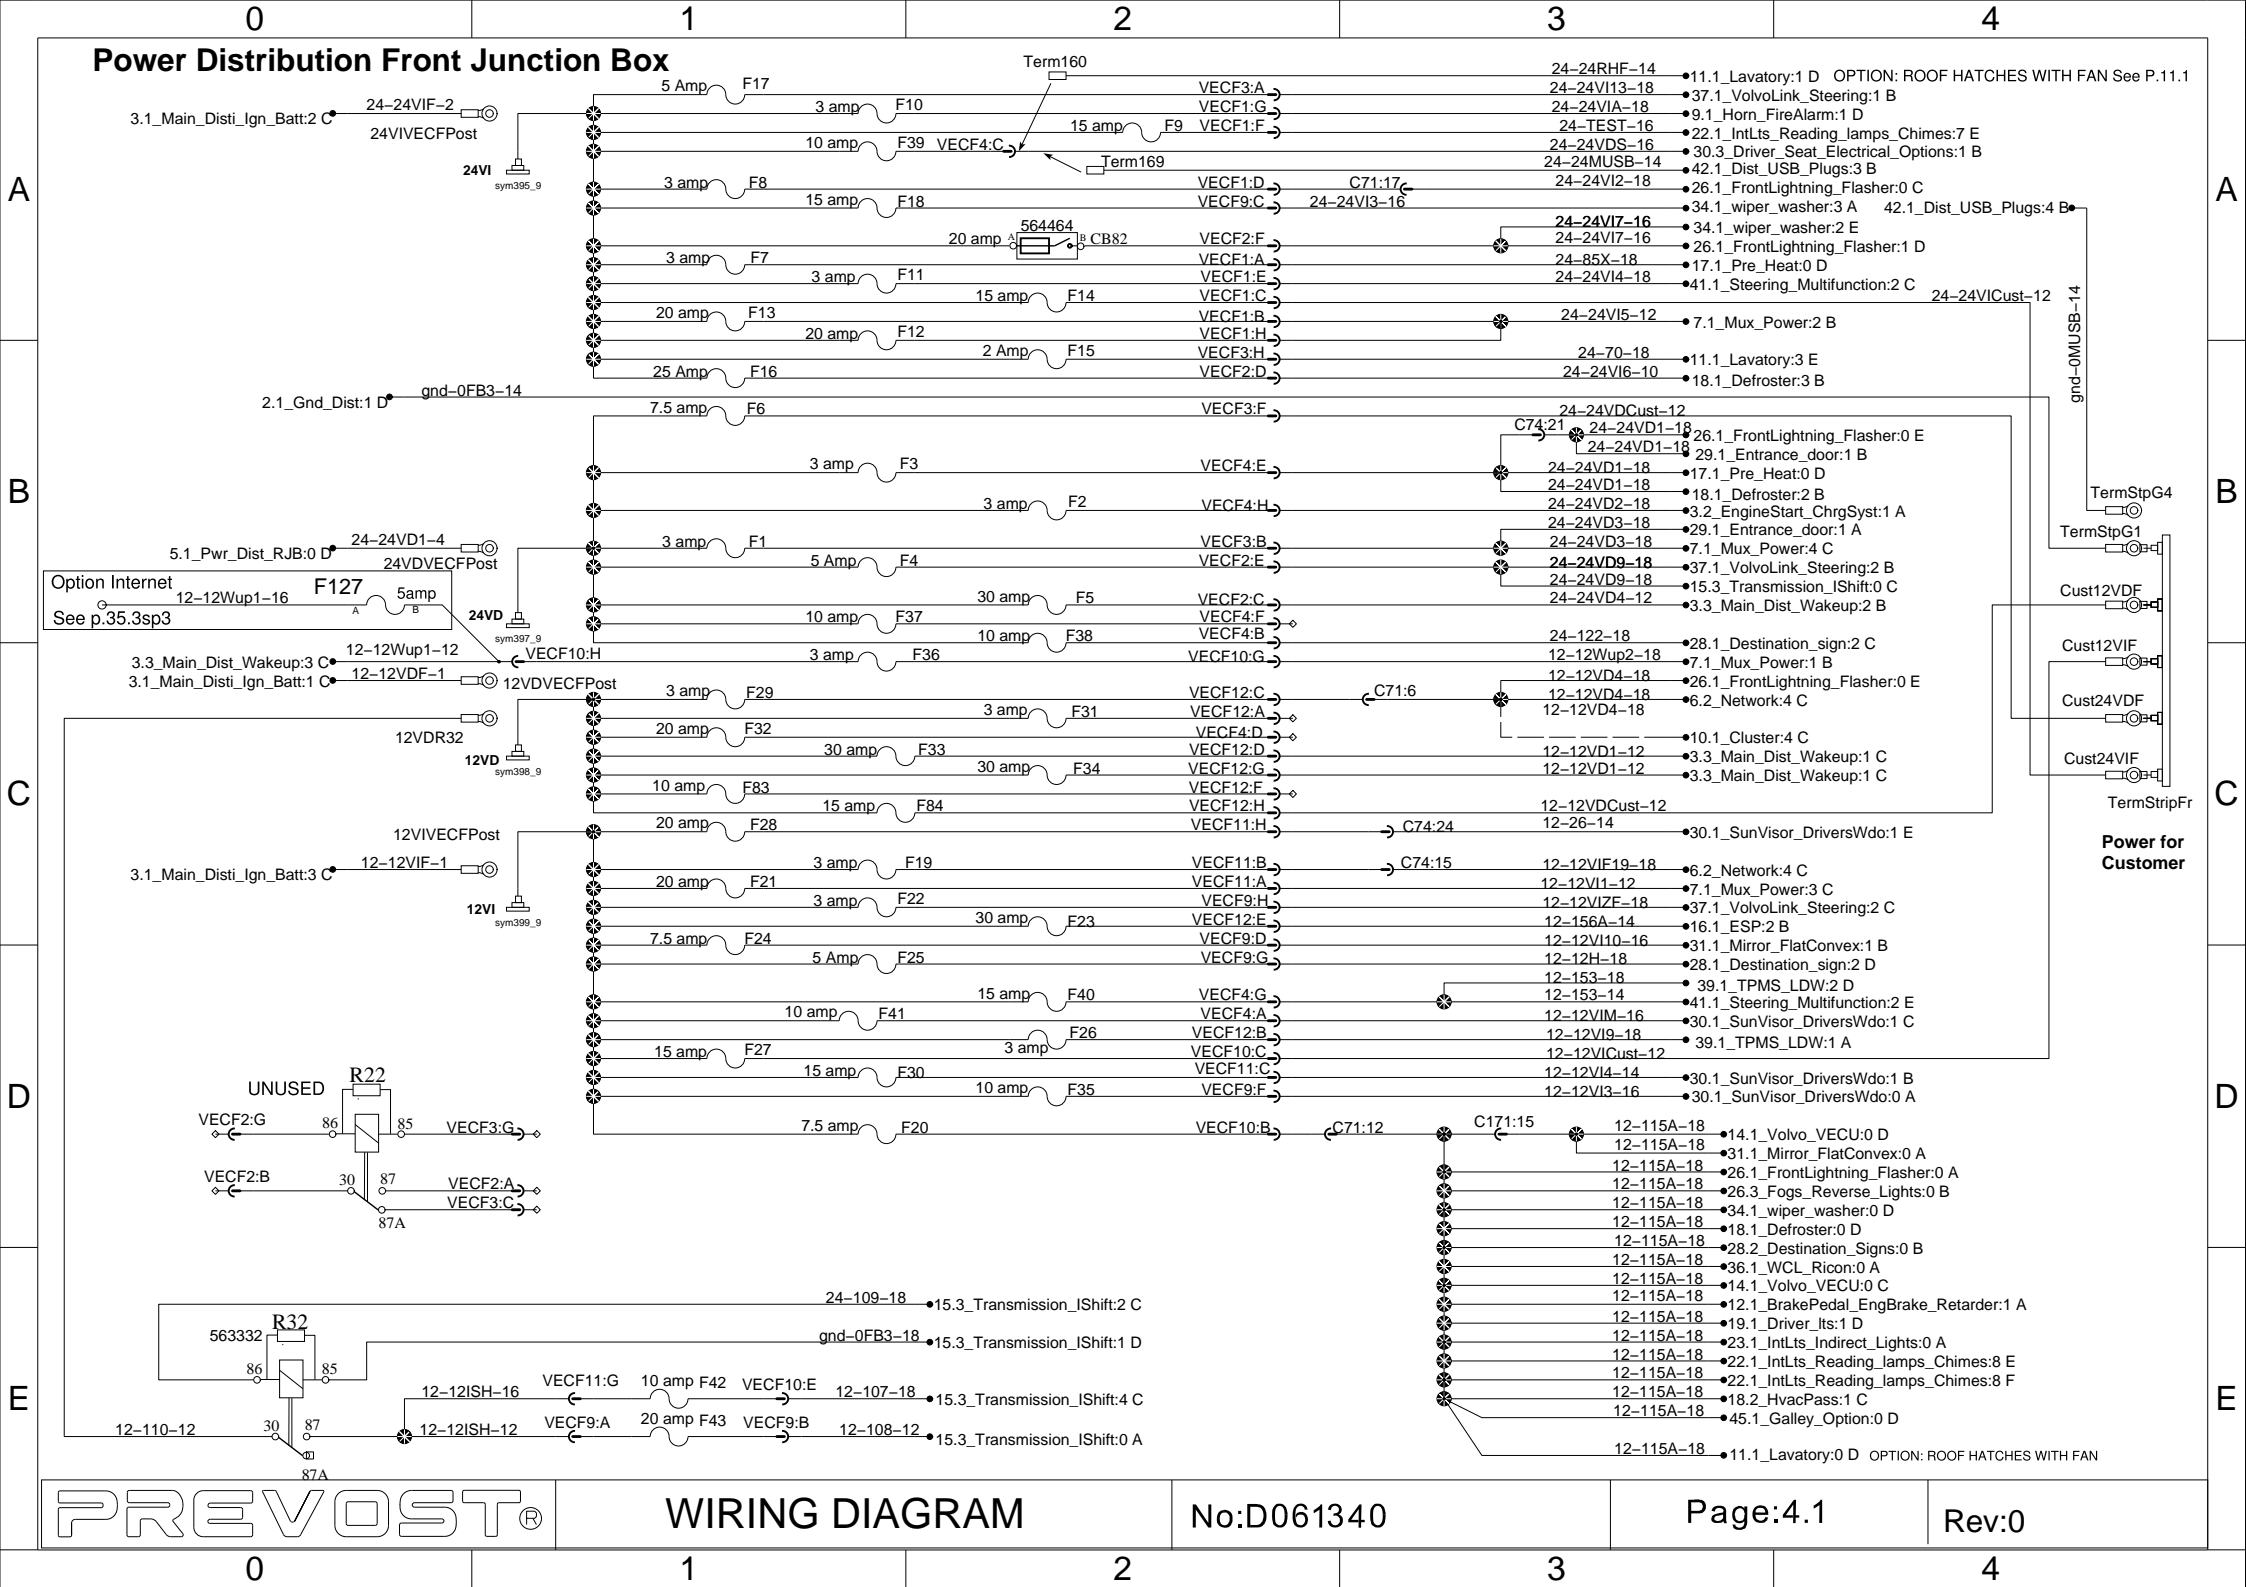 0 1 2 3 4
Power Distribution Front Junction Box
Term160
24–24RHF–14 11.1_Lavatory:1 D OPTION: ROOF HATCHES WITH FAN See P.11.1
5 Amp F17 VECF3:A 24–24VI13–18 37.1_VolvoLink_Steering:1 B
3.1_Main_Disti_Ign_Batt:2 C 24–24VIF–2 3 amp F10 VECF1:G 24–24VIA–18 9.1_Horn_FireAlarm:1 D
24VIVECFPost 15 amp F9 VECF1:F 24–TEST–16 22.1_IntLts_Reading_lamps_Chimes:7 E
10 amp F39 VECF4:C 24–24VDS–16 30.3_Driver_Seat_Electrical_Options:1 B
24VI Term169 24–24MUSB–14 42.1_Dist_USB_Plugs:3 B
sym395_9
A A
3 amp F8 VECF1:D C71:17 24–24VI2–18 26.1_FrontLightning_Flasher:0 C
15 amp F18 VECF9:C 24–24VI3–16 34.1_wiper_washer:3 A 42.1_Dist_USB_Plugs:4 B
564464 24–24VI7–16 34.1_wiper_washer:2 E
20 amp A B CB82 VECF2:F 24–24VI7–16 26.1_FrontLightning_Flasher:1 D
3 amp F7 VECF1:A 24–85X–18 17.1_Pre_Heat:0 D
3 amp F11 VECF1:E 24–24VI4–18 41.1_Steering_Multifunction:2 C
15 amp F14 VECF1:C 24–24VICust–12
gnd–0MUSB–14
20 amp F13 VECF1:B 24–24VI5–12 7.1_Mux_Power:2 B
20 amp F12 VECF1:H
2 Amp F15 VECF3:H 24–70–18 11.1_Lavatory:3 E
25 Amp F16 VECF2:D 24–24VI6–10 18.1_Defroster:3 B
2.1_Gnd_Dist:1 D gnd–0FB3–14
7.5 amp F6 VECF3:F 24–24VDCust–12
C74:21 24–24VD1–18 26.1_FrontLightning_Flasher:0 E
24–24VD1–18 29.1_Entrance_door:1 B
3 amp F3 VECF4:E 24–24VD1–18 17.1_Pre_Heat:0 D
B 24–24VD1–18 18.1_Defroster:2 B TermStpG4 B
3 amp F2 VECF4:H 24–24VD2–18 3.2_EngineStart_ChrgSyst:1 A
24–24VD3–18 29.1_Entrance_door:1 A TermStpG1
5.1_Pwr_Dist_RJB:0 D 24–24VD1–4 3 amp F1 VECF3:B 24–24VD3–18 7.1_Mux_Power:4 C
24VDVECFPost 5 Amp F4 VECF2:E 24–24VD9–18 37.1_VolvoLink_Steering:2 B
Option Internet F127 5amp 24–24VD9–18 15.3_Transmission_IShift:0 C Cust12VDF
12–12Wup1–16 A B 30 amp F5 VECF2:C 24–24VD4–12 3.3_Main_Dist_Wakeup:2 B
See p.35.3sp3 24VD 10 amp F37 VECF4:F
sym397_9 10 amp F38 VECF4:B 24–122–18 28.1_Destination_sign:2 C Cust12VIF
3.3_Main_Dist_Wakeup:3 C 12–12Wup1–12 VECF10:H 3 amp F36 VECF10:G 12–12Wup2–18 7.1_Mux_Power:1 B
3.1_Main_Disti_Ign_Batt:1 C 12–12VDF–1 12VDVECFPost 12–12VD4–18 26.1_FrontLightning_Flasher:0 E
3 amp F29 VECF12:C C71:6 12–12VD4–18 6.2_Network:4 C Cust24VDF
3 amp F31 VECF12:A 12–12VD4–18
12VDR32 20 amp F32 VECF4:D 10.1_Cluster:4 C
12VD 30 amp F33 VECF12:D 12–12VD1–12 3.3_Main_Dist_Wakeup:1 C Cust24VIF
sym398_9 30 amp F34 VECF12:G 12–12VD1–12 3.3_Main_Dist_Wakeup:1 C
C 10 amp F83 VECF12:F C
15 amp F84 VECF12:H 12–12VDCust–12 TermStripFr
12VIVECFPost 20 amp F28 VECF11:H C74:24 12–26–14 30.1_SunVisor_DriversWdo:1 E
Power for
Customer
3.1_Main_Disti_Ign_Batt:3 C 12–12VIF–1 3 amp F19 VECF11:B C74:15 12–12VIF19–18 6.2_Network:4 C
20 amp F21 VECF11:A 12–12VI1–12 7.1_Mux_Power:3 C
12VI 3 amp F22 VECF9:H 12–12VIZF–18 37.1_VolvoLink_Steering:2 C
sym399_9 30 amp F23 VECF12:E 12–156A–14 16.1_ESP:2 B
7.5 amp F24 VECF9:D 12–12VI10–16 31.1_Mirror_FlatConvex:1 B
5 Amp F25 VECF9:G 12–12H–18 28.1_Destination_sign:2 D
12–153–18 39.1_TPMS_LDW:2 D
15 amp F40 VECF4:G 12–153–14 41.1_Steering_Multifunction:2 E
10 amp F41 VECF4:A 12–12VIM–16 30.1_SunVisor_DriversWdo:1 C
3 amp F26 VECF12:B 12–12VI9–18 39.1_TPMS_LDW:1 A
15 amp F27 VECF10:C 12–12VICust–12
15 amp F30 VECF11:C 12–12VI4–14 30.1_SunVisor_DriversWdo:1 B
D UNUSED R22 10 amp F35 VECF9:F 12–12VI3–16 30.1_SunVisor_DriversWdo:0 A D
VECF2:G 86 85 VECF3:G 7.5 amp F20 VECF10:B C71:12 C171:15 12–115A–18 14.1_Volvo_VECU:0 D
12–115A–18 31.1_Mirror_FlatConvex:0 A
VECF2:B 30 87 VECF2:A 12–115A–18 26.1_FrontLightning_Flasher:0 A
12–115A–18 26.3_Fogs_Reverse_Lights:0 B
87A VECF3:C 12–115A–18 34.1_wiper_washer:0 D
12–115A–18 18.1_Defroster:0 D
12–115A–18 28.2_Destination_Signs:0 B
12–115A–18 36.1_WCL_Ricon:0 A
12–115A–18 14.1_Volvo_VECU:0 C
24–109–18 15.3_Transmission_IShift:2 C 12–115A–18 12.1_BrakePedal_EngBrake_Retarder:1 A
563332 R32 12–115A–18 19.1_Driver_lts:1 D
gnd–0FB3–18 15.3_Transmission_IShift:1 D 12–115A–18 23.1_IntLts_Indirect_Lights:0 A
86 85 12–115A–18 22.1_IntLts_Reading_lamps_Chimes:8 E
12–115A–18 22.1_IntLts_Reading_lamps_Chimes:8 F
E 12–12ISH–16 VECF11:G 10 amp F42 VECF10:E 12–107–18 15.3_Transmission_IShift:4 C 12–115A–18 18.2_HvacPass:1 C E
12–115A–18 45.1_Galley_Option:0 D
12–110–12 30 87 12–12ISH–12 VECF9:A 20 amp F43 VECF9:B 12–108–12 15.3_Transmission_IShift:0 A
87A 12–115A–18 11.1_Lavatory:0 D OPTION: ROOF HATCHES WITH FAN
PREVOST® WIRING DIAGRAM No:D061340 Page:4.1 Rev:0
0 1 2 3 4